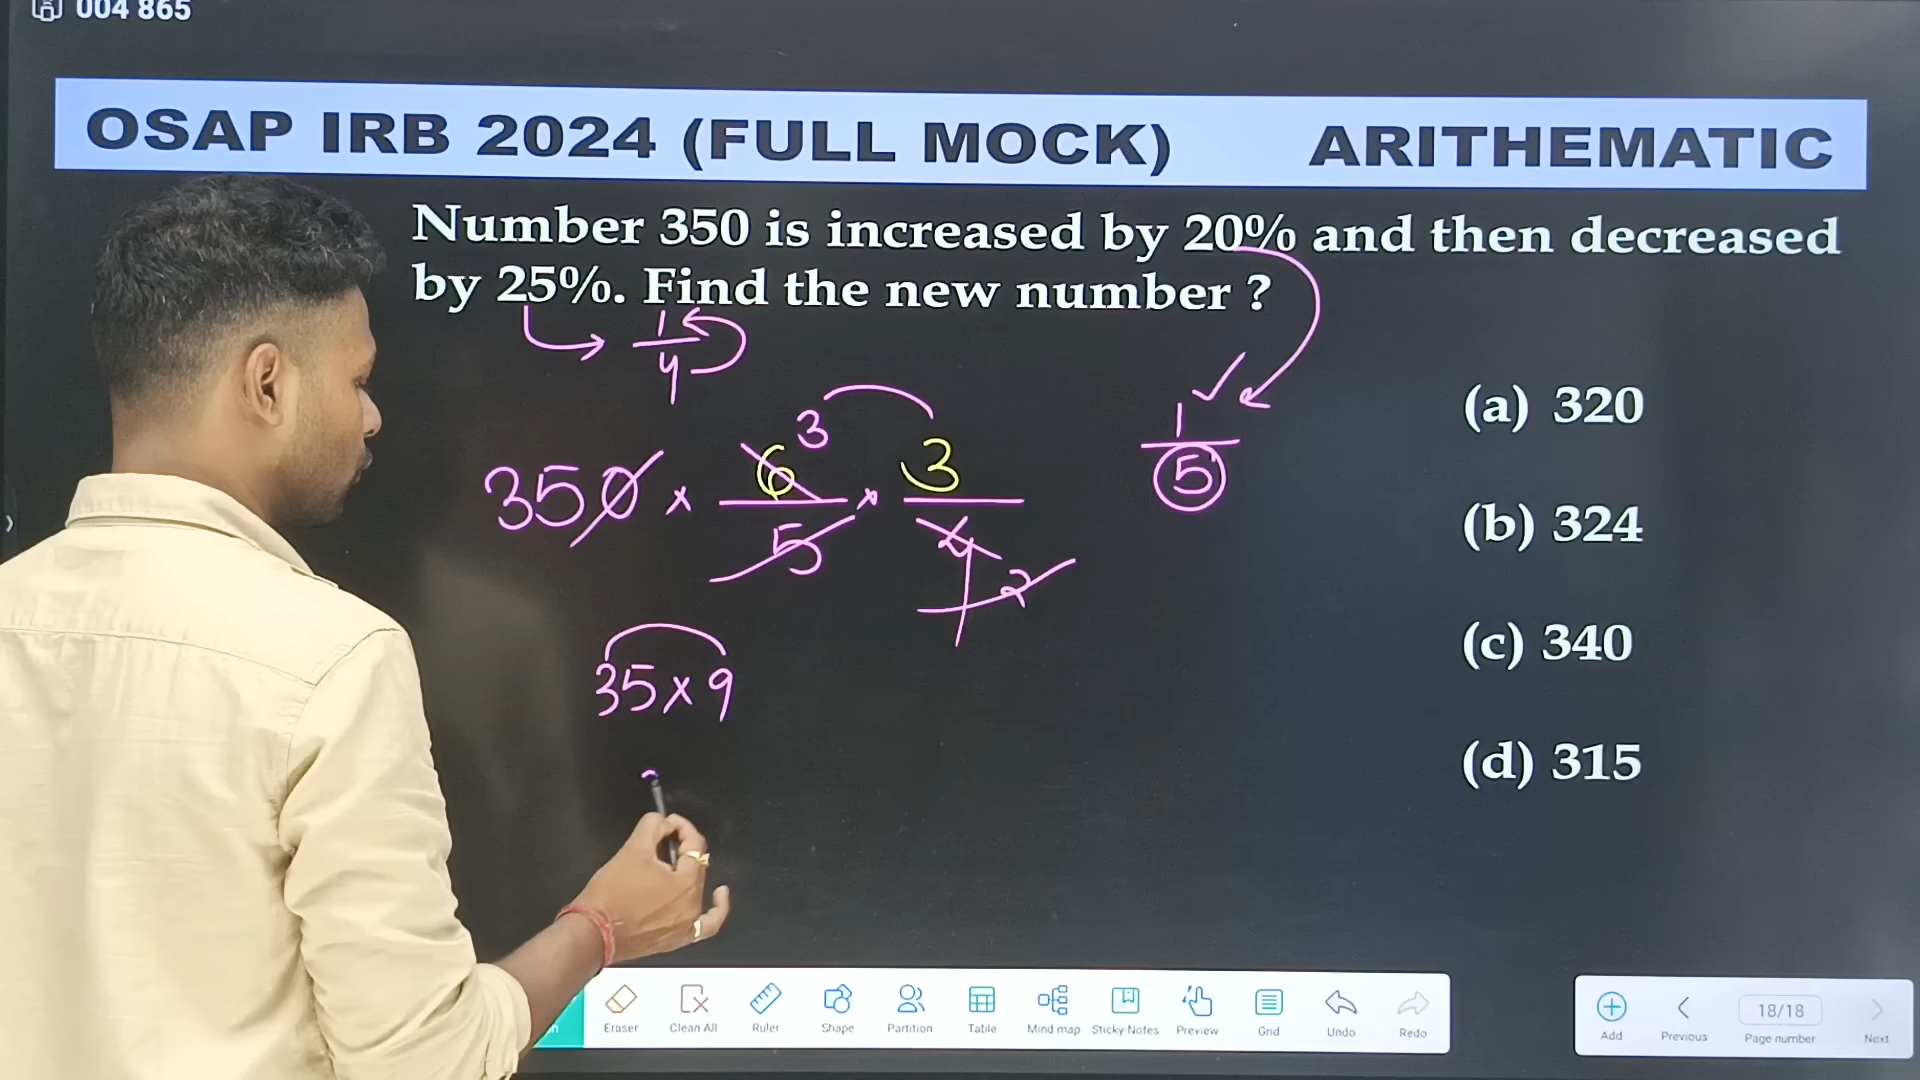 004 865
OSAP IRB 2024 (FULL MOCK) ARITHEMATIC
Number 350 is increased by 20% and then decreased
by 25%. Find the new number ?
1/4
350 × 6/5 × 3/4
3
2
1/5
35×9
(a) 320
(b) 324
(c) 340
(d) 315
Eraser Clean All Ruler Shape Partition Table Mind map Sticky Notes Preview Grid Undo Redo
Add Previous 18/18 Page number Next